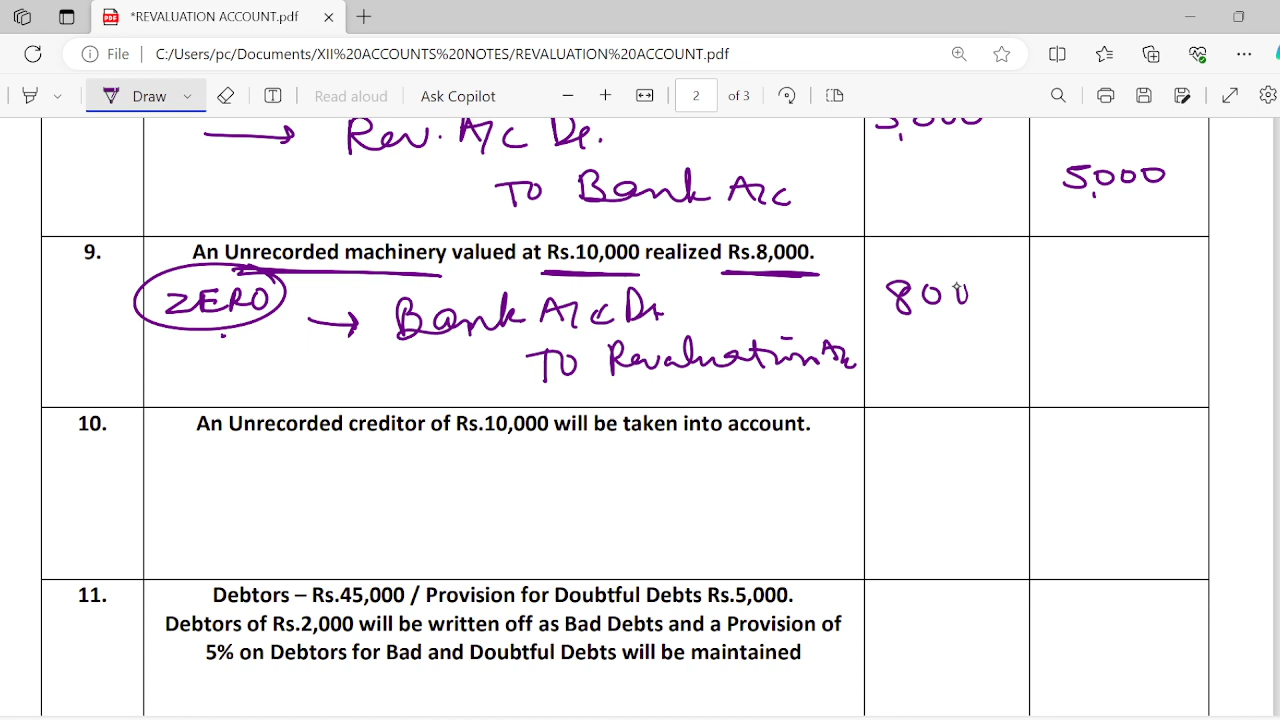 *REVALUATION ACCOUNT.pdf
File C:/Users/pc/Documents/XII%20ACCOUNTS%20NOTES/REVALUATION%20ACCOUNT.pdf
Draw Read aloud Ask Copilot 2 of 3
Rev. A/C Dr. 5,000
To Bank A/C 5,000
9. An Unrecorded machinery valued at Rs.10,000 realized Rs.8,000.
ZERO → Bank A/C Dr 800
To Revaluation A/c
10. An Unrecorded creditor of Rs.10,000 will be taken into account.
11. Debtors – Rs.45,000 / Provision for Doubtful Debts Rs.5,000.
Debtors of Rs.2,000 will be written off as Bad Debts and a Provision of
5% on Debtors for Bad and Doubtful Debts will be maintained